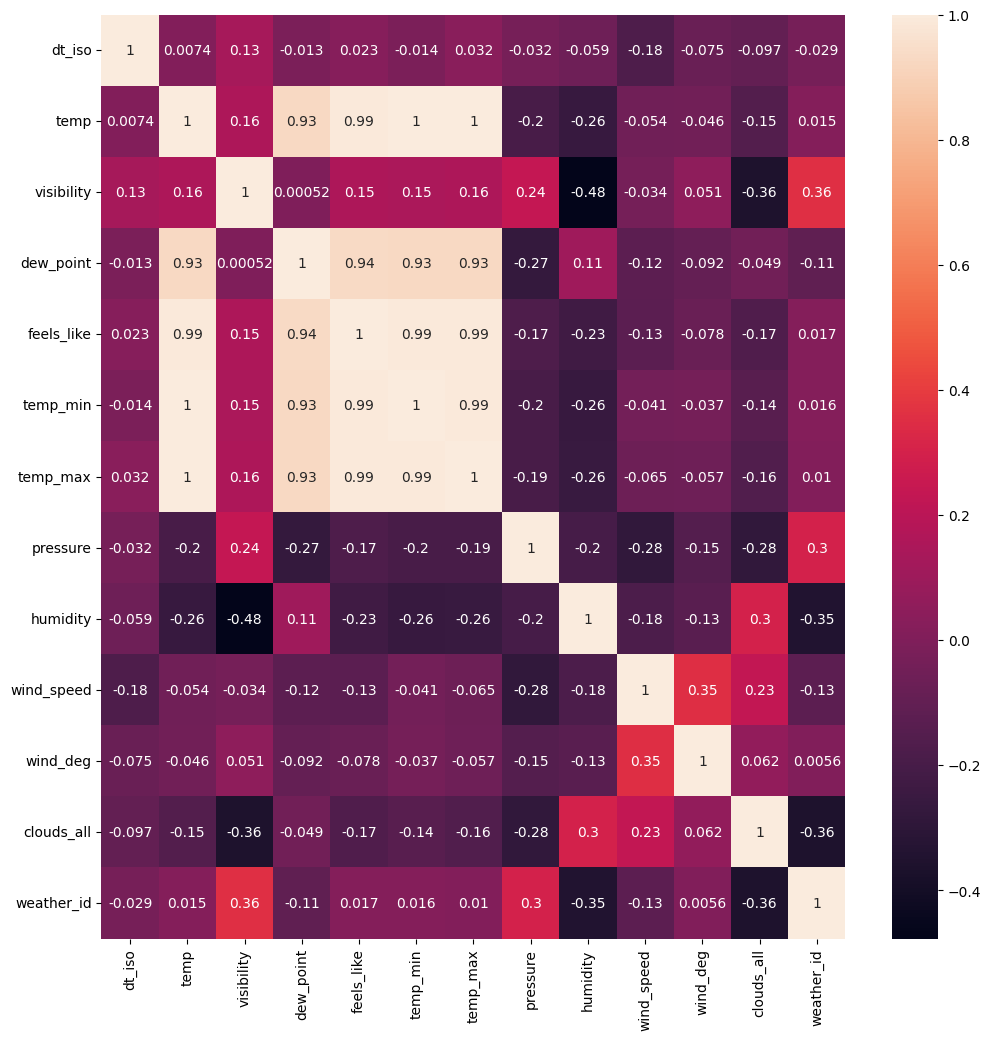 dt_iso 1 0.0074 0.13 -0.013 0.023 -0.014 0.032 -0.032 -0.059 -0.18 -0.075 -0.097 -0.029
temp 0.0074 1 0.16 0.93 0.99 1 1 -0.2 -0.26 -0.054 -0.046 -0.15 0.015
visibility 0.13 0.16 1 0.00052 0.15 0.15 0.16 0.24 -0.48 -0.034 0.051 -0.36 0.36
dew_point -0.013 0.93 0.00052 1 0.94 0.93 0.93 -0.27 0.11 -0.12 -0.092 -0.049 -0.11
feels_like 0.023 0.99 0.15 0.94 1 0.99 0.99 -0.17 -0.23 -0.13 -0.078 -0.17 0.017
temp_min -0.014 1 0.15 0.93 0.99 1 0.99 -0.2 -0.26 -0.041 -0.037 -0.14 0.016
temp_max 0.032 1 0.16 0.93 0.99 0.99 1 -0.19 -0.26 -0.065 -0.057 -0.16 0.01
pressure -0.032 -0.2 0.24 -0.27 -0.17 -0.2 -0.19 1 -0.2 -0.28 -0.15 -0.28 0.3
humidity -0.059 -0.26 -0.48 0.11 -0.23 -0.26 -0.26 -0.2 1 -0.18 -0.13 0.3 -0.35
wind_speed -0.18 -0.054 -0.034 -0.12 -0.13 -0.041 -0.065 -0.28 -0.18 1 0.35 0.23 -0.13
wind_deg -0.075 -0.046 0.051 -0.092 -0.078 -0.037 -0.057 -0.15 -0.13 0.35 1 0.062 0.0056
clouds_all -0.097 -0.15 -0.36 -0.049 -0.17 -0.14 -0.16 -0.28 0.3 0.23 0.062 1 -0.36
weather_id -0.029 0.015 0.36 -0.11 0.017 0.016 0.01 0.3 -0.35 -0.13 0.0056 -0.36 1
dt_iso temp visibility dew_point feels_like temp_min temp_max pressure humidity wind_speed wind_deg clouds_all weather_id
1.0
0.8
0.6
0.4
0.2
0.0
−0.2
−0.4